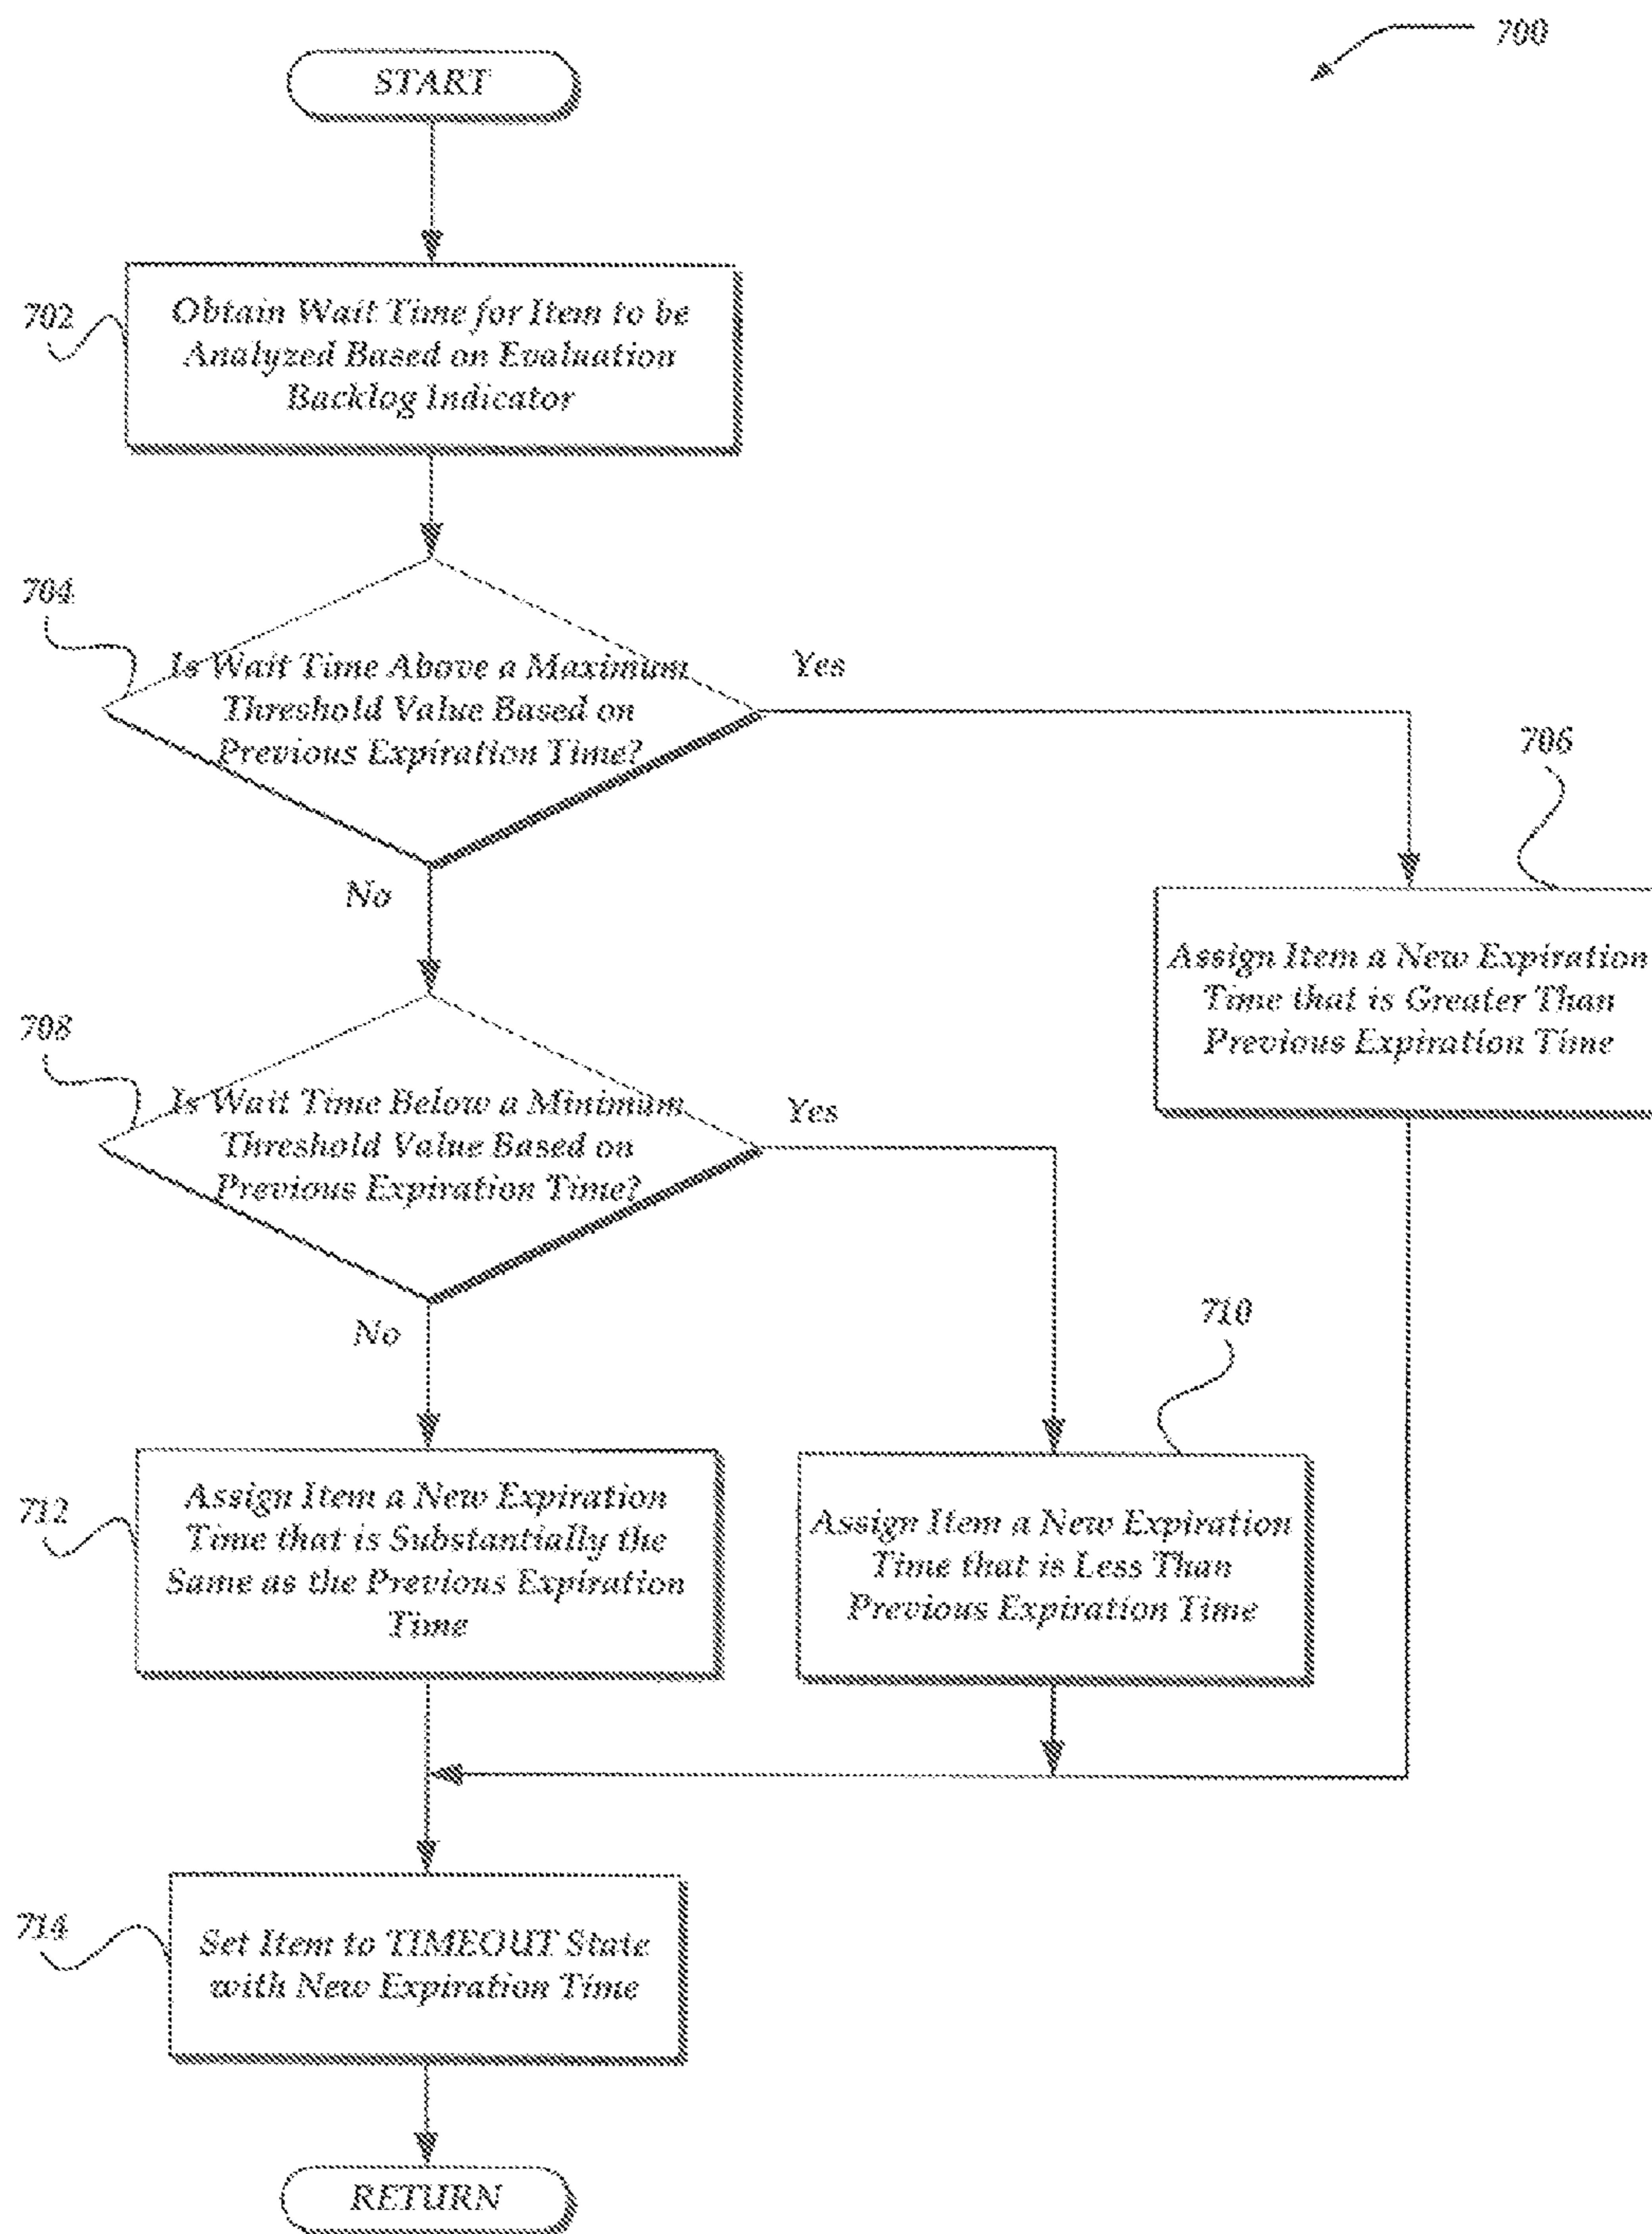 700
START
702
Obtain Wait Time for Item to be
Analyzed Based on Evaluation
Backlog Indicator
704
Is Wait Time Above a Maximum
Threshold Value Based on
Previous Expiration Time?
Yes
No
706
Assign Item a New Expiration
Time that is Greater Than
Previous Expiration Time
708
Is Wait Time Below a Minimum
Threshold Value Based on
Previous Expiration Time?
Yes
No
710
Assign Item a New Expiration
Time that is Less Than
Previous Expiration Time
712
Assign Item a New Expiration
Time that is Substantially the
Same as the Previous Expiration
Time
714
Set Item to TIMEOUT State
with New Expiration Time
RETURN